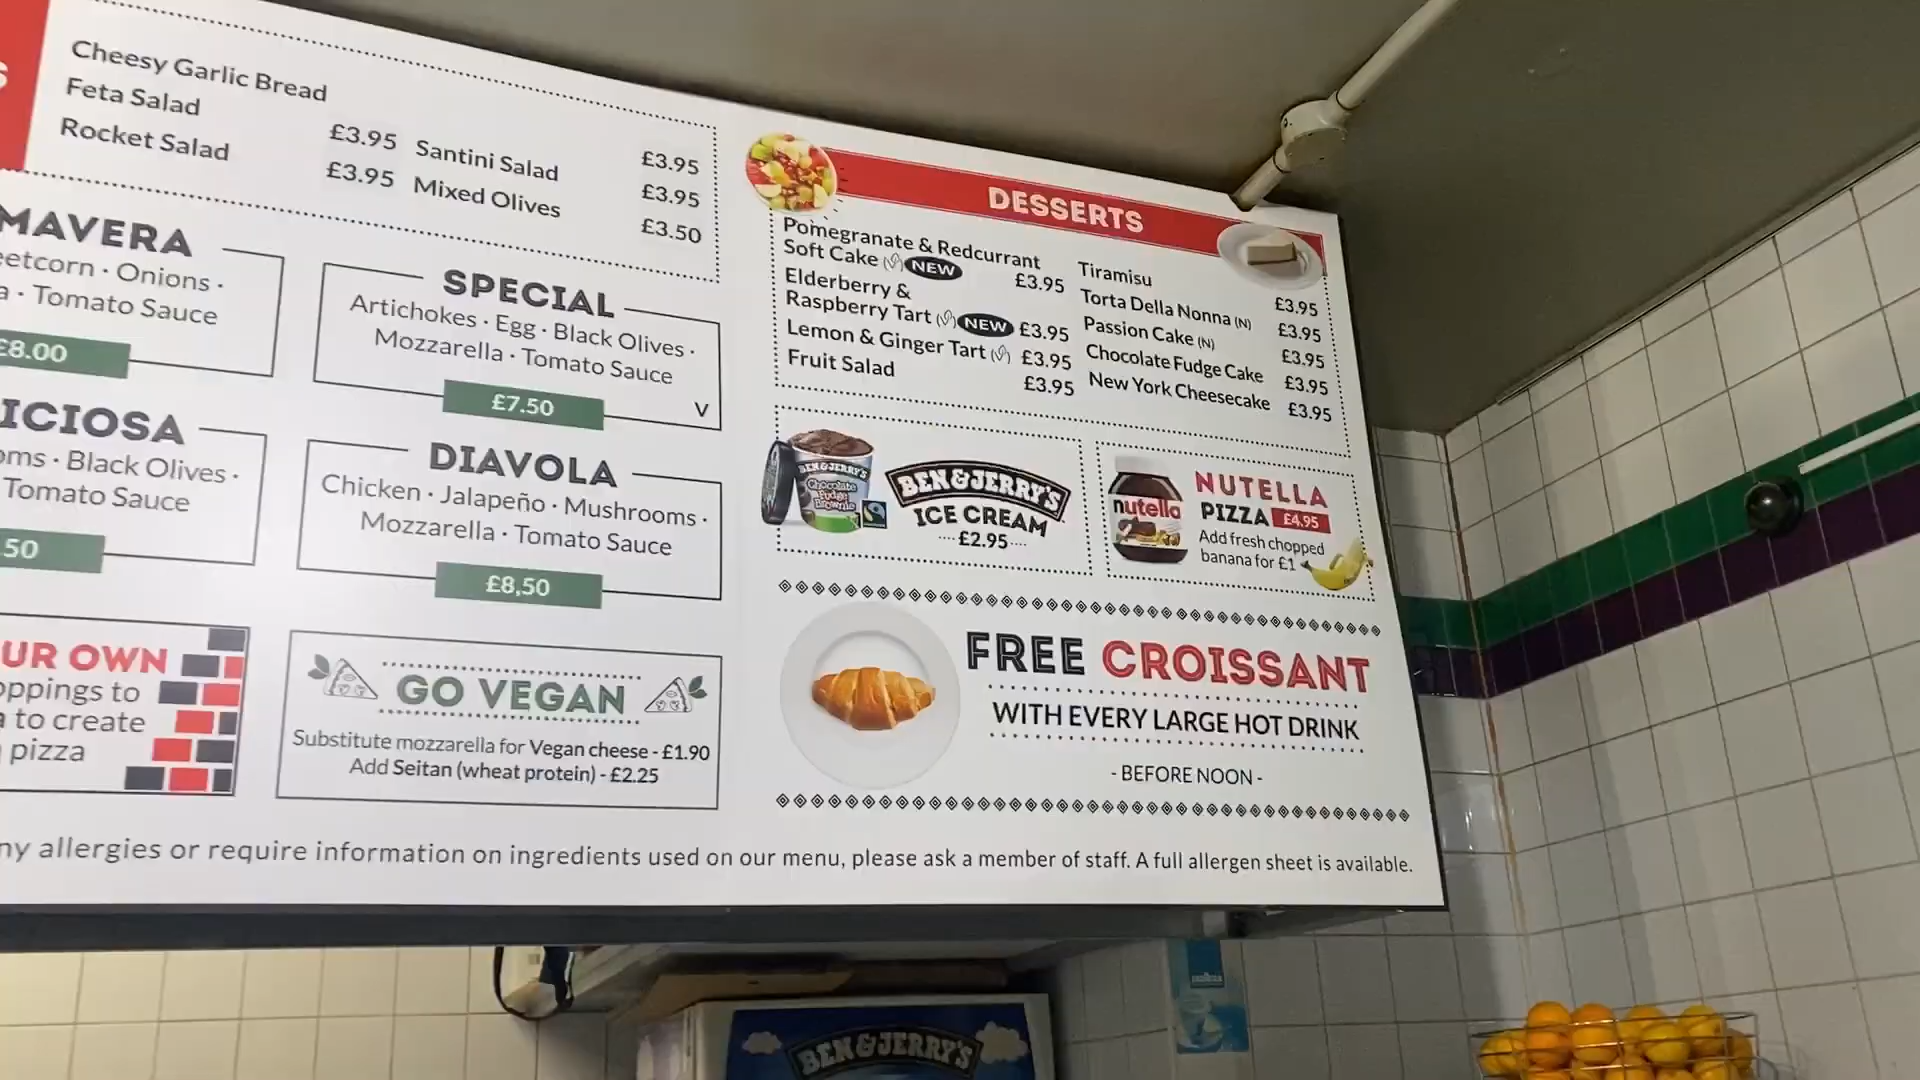 Cheesy Garlic Bread
Feta Salad £3.95
Rocket Salad £3.95
Santini Salad £3.95
Mixed Olives £3.95
£3.50
MAVERA
Onions ·
Tomato Sauce
£8.00
SPECIAL
Artichokes · Egg · Black Olives ·
Mozzarella · Tomato Sauce
£7.50
V
ICIOSA
oms · Black Olives ·
Tomato Sauce
50
DIAVOLA
Chicken · Jalapeño · Mushrooms ·
Mozzarella · Tomato Sauce
£8,50
UR OWN
oppings to
to create
pizza
GO VEGAN
Substitute mozzarella for Vegan cheese - £1.90
Add Seitan (wheat protein) - £2.25
DESSERTS
Pomegranate & Redcurrant
Soft Cake NEW £3.95
Elderberry &
Raspberry Tart NEW £3.95
Lemon & Ginger Tart £3.95
Fruit Salad £3.95
Tiramisu £3.95
Torta Della Nonna (N) £3.95
Passion Cake (N) £3.95
Chocolate Fudge Cake £3.95
New York Cheesecake £3.95
BEN & JERRY'S
Chocolate
Fudge
Brownie
BEN & JERRY'S
ICE CREAM
£2.95
nutella
NUTELLA
PIZZA £4.95
Add fresh chopped
banana for £1
FREE CROISSANT
WITH EVERY LARGE HOT DRINK
- BEFORE NOON -
ny allergies or require information on ingredients used on our menu, please ask a member of staff. A full allergen sheet is available.
BEN & JERRY'S